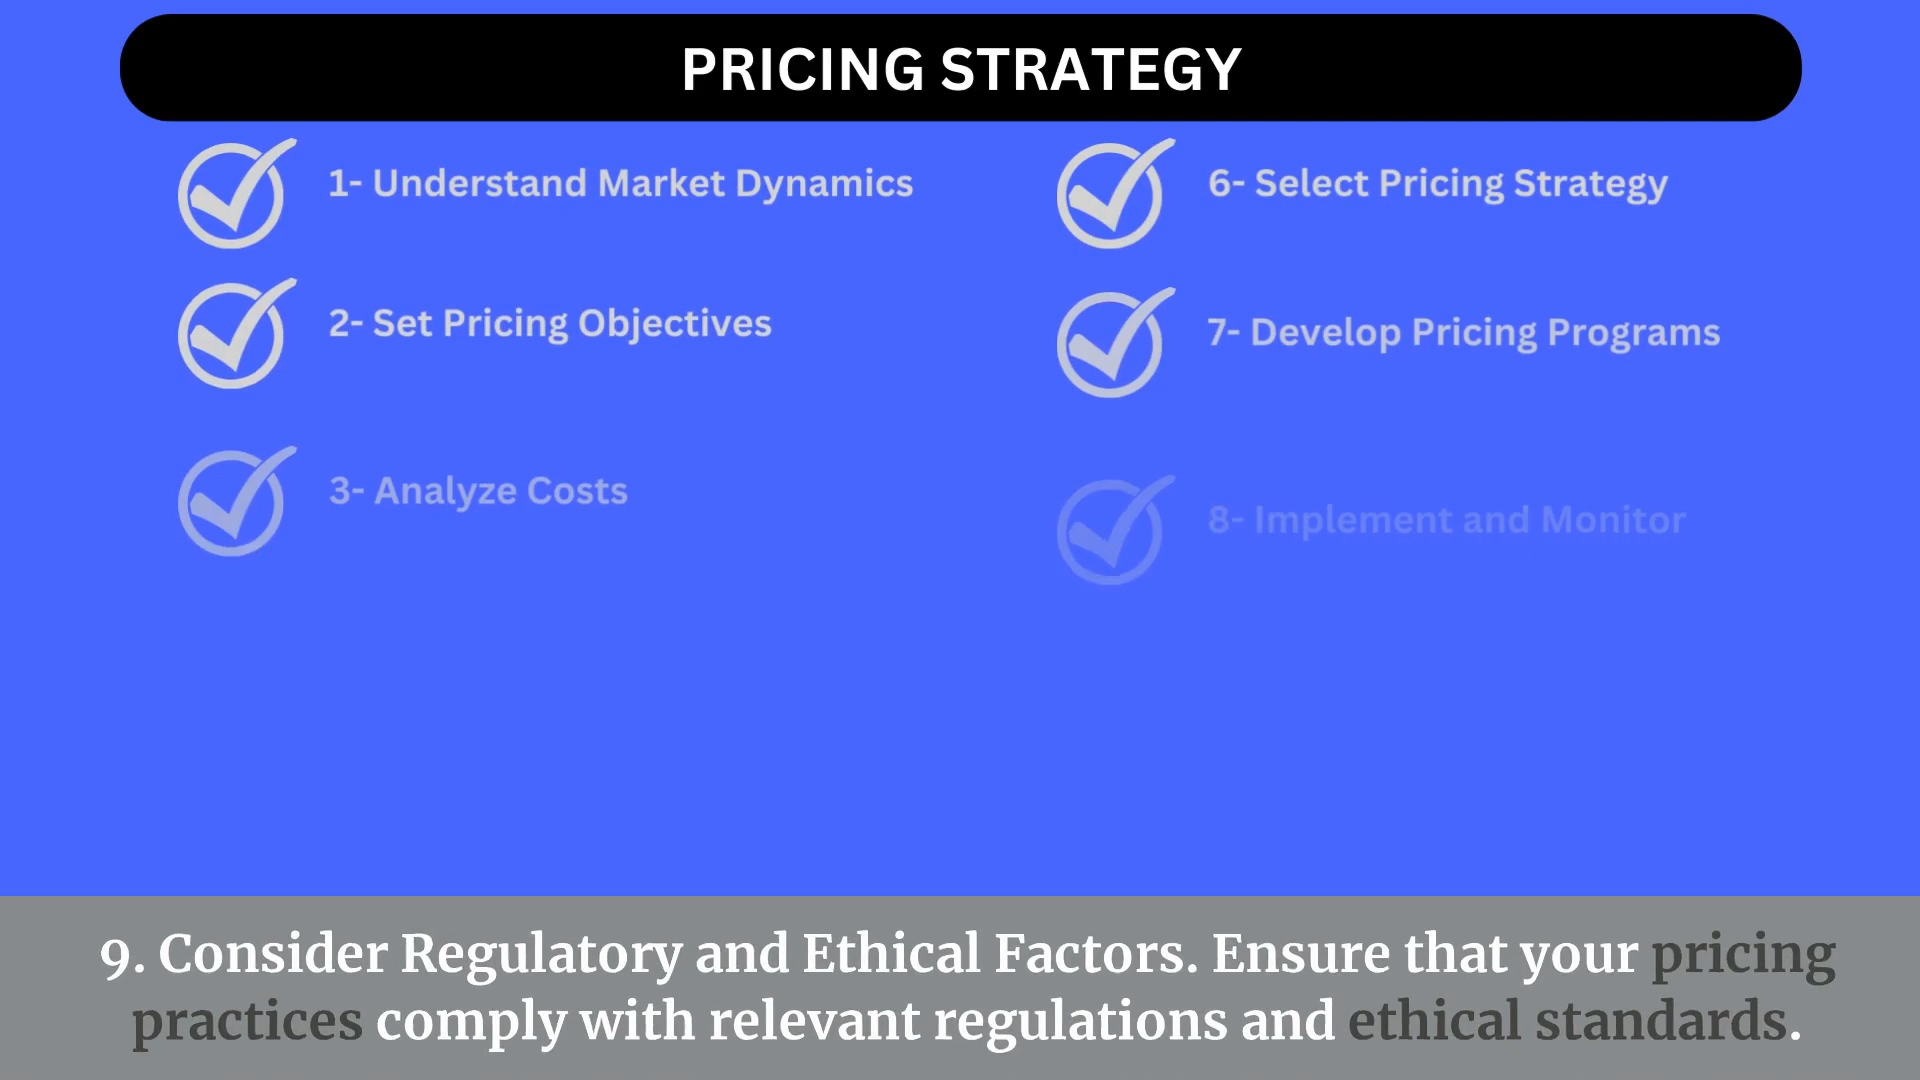 PRICING STRATEGY
1- Understand Market Dynamics
2- Set Pricing Objectives
3- Analyze Costs
6- Select Pricing Strategy
7- Develop Pricing Programs
8- Implement and Monitor
9. Consider Regulatory and Ethical Factors. Ensure that your pricing
practices comply with relevant regulations and ethical standards.